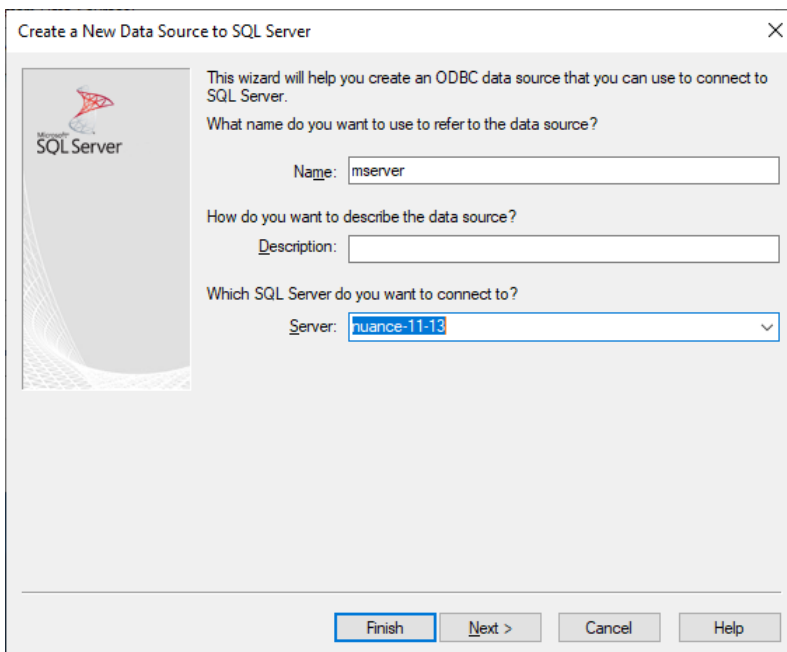 Create a New Data Source to SQL Server
Microsoft
SQL Server
This wizard will help you create an ODBC data source that you can use to connect to
SQL Server.
What name do you want to use to refer to the data source?
Name: mserver
How do you want to describe the data source?
Description:
Which SQL Server do you want to connect to?
Server: nuance-11-13
Finish Next > Cancel Help